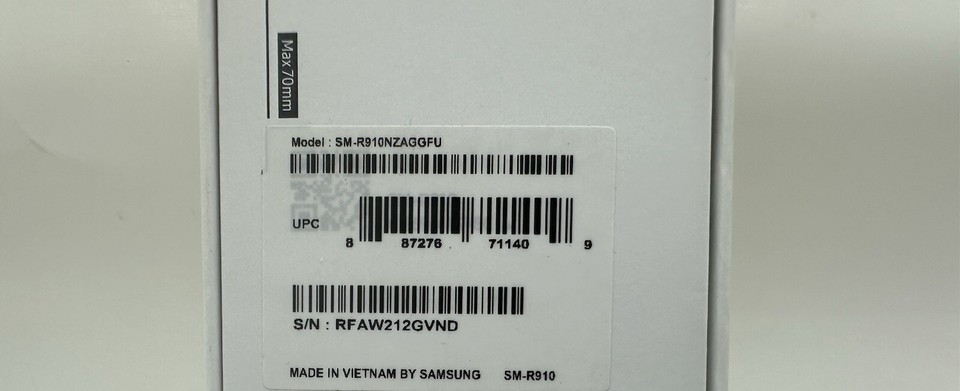 Max 70mm
Model : SM-R910NZAGGFU
UPC
8 87276 71140 9
S/N : RFAW212GVND
MADE IN VIETNAM BY SAMSUNG SM-R910